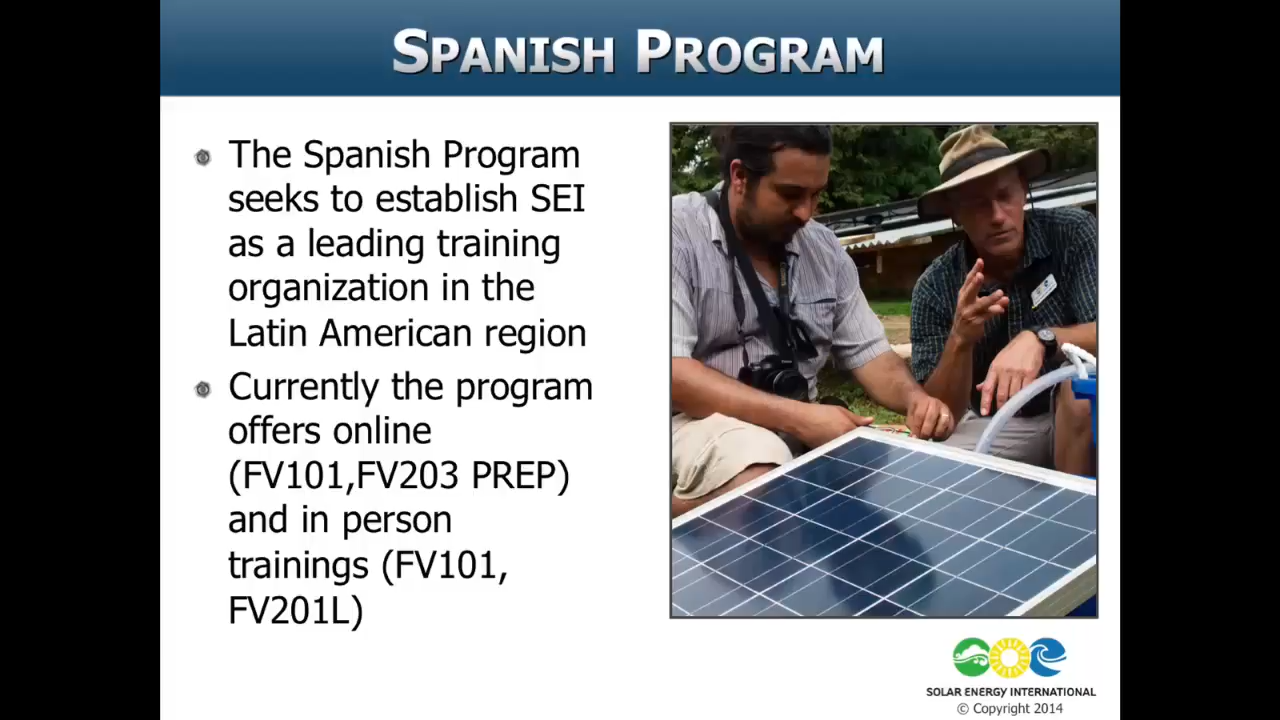 SPANISH PROGRAM
The Spanish Program
seeks to establish SEI
as a leading training
organization in the
Latin American region
Currently the program
offers online
(FV101,FV203 PREP)
and in person
trainings (FV101,
FV201L)
SOLAR ENERGY INTERNATIONAL
© Copyright 2014